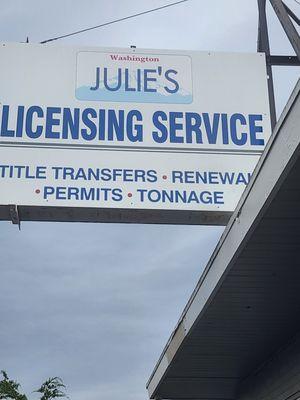 Washington
JULIE'S
LICENSING SERVICE
TITLE TRANSFERS • RENEWA
• PERMITS • TONNAGE